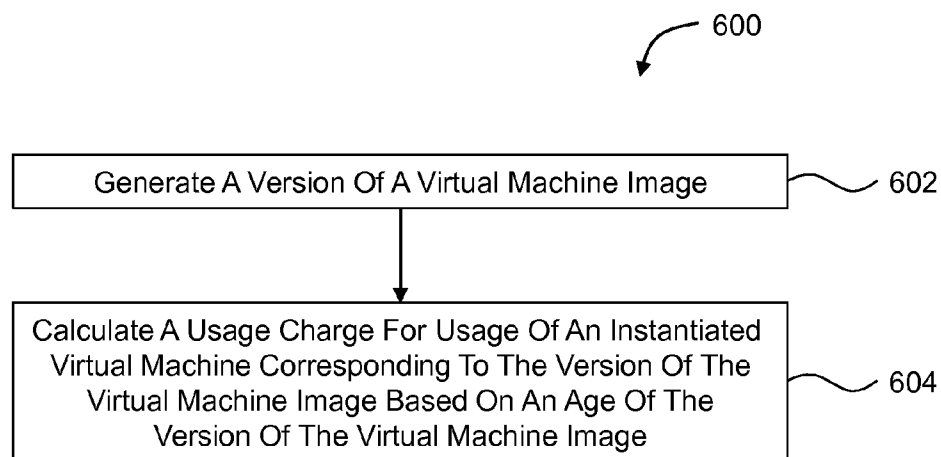 600
Generate A Version Of A Virtual Machine Image
602
Calculate A Usage Charge For Usage Of An Instantiated
Virtual Machine Corresponding To The Version Of The
Virtual Machine Image Based On An Age Of The
Version Of The Virtual Machine Image
604